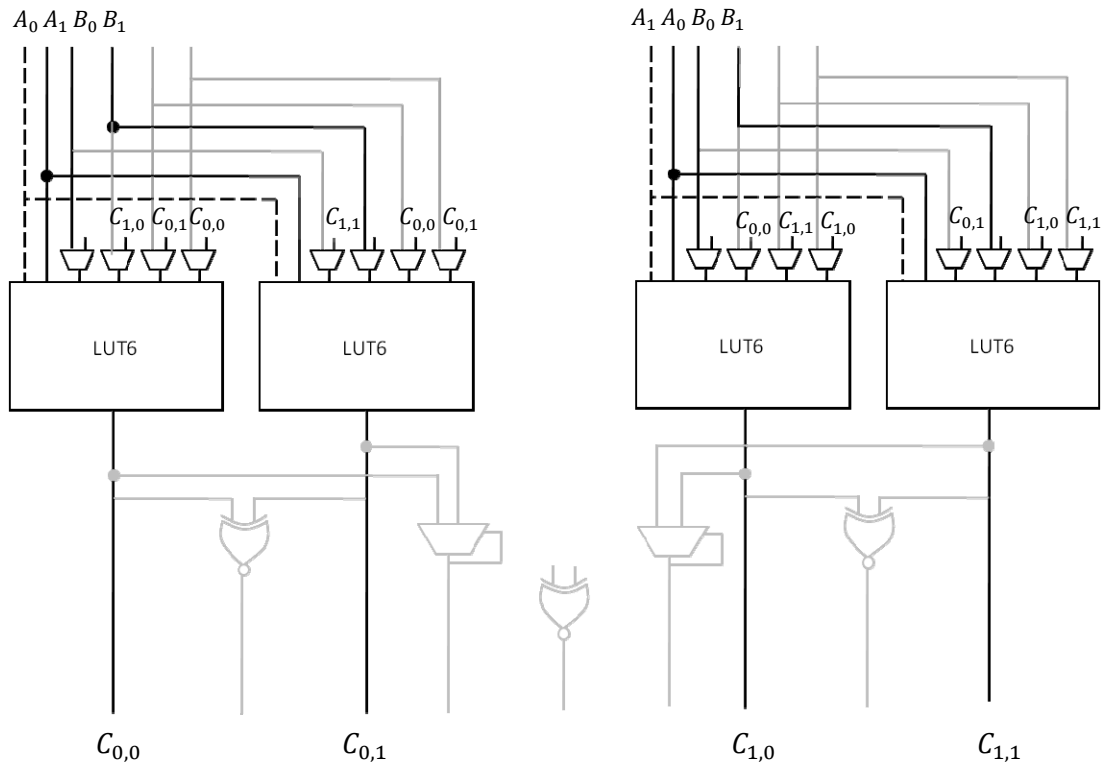 A₀ A₁ B₀ B₁
A₁ A₀ B₀ B₁
C₁,₀ C₀,₁ C₀,₀
C₁,₁ C₀,₀ C₀,₁
C₀,₀ C₁,₁ C₁,₀
C₀,₁ C₁,₀ C₁,₁
LUT6
LUT6
LUT6
LUT6
C₀,₀
C₀,₁
C₁,₀
C₁,₁